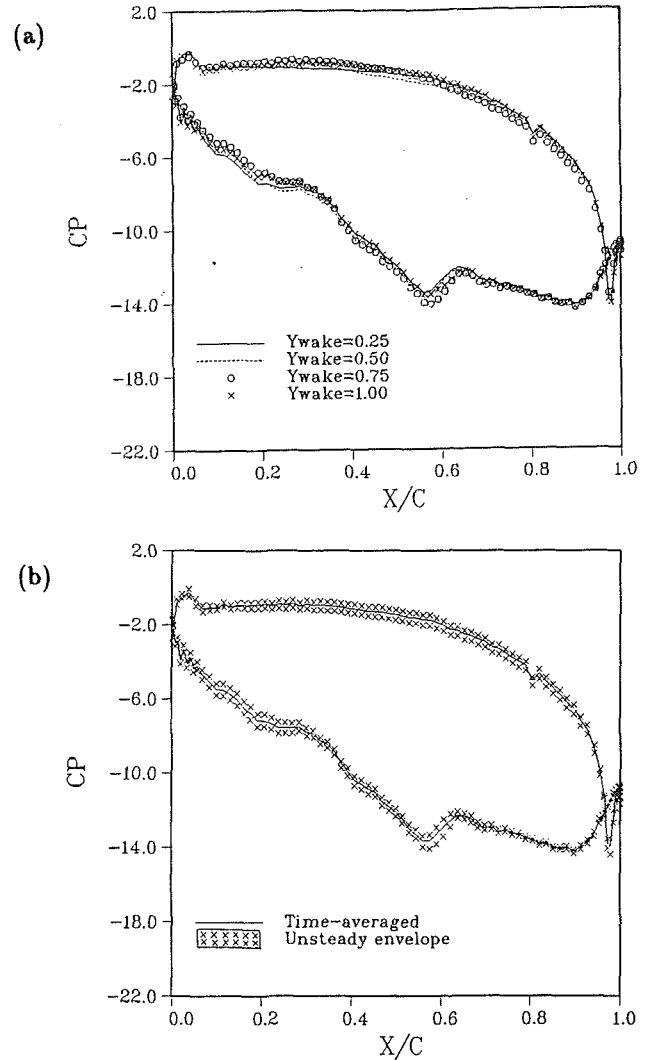 (a)
2.0
-2.0
-6.0
-10.0
-14.0
-18.0
-22.0
CP
Ywake=0.25
Ywake=0.50
Ywake=0.75
Ywake=1.00
0.0 0.2 0.4 0.6 0.8 1.0
X/C
(b)
2.0
-2.0
-6.0
-10.0
-14.0
-18.0
-22.0
CP
Time-averaged
Unsteady envelope
0.0 0.2 0.4 0.6 0.8 1.0
X/C